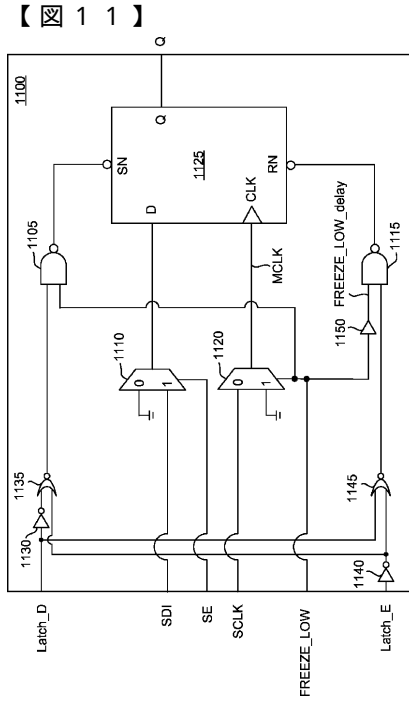 【図１１】
1100
Q
Q
SN
1125
RN
D
CLK
1105
1115
FREEZE_LOW_delay
MCLK
1150
1110
0
1
1120
0
1
1135
1145
1130
1140
Latch_D
SDI
SE
SCLK
FREEZE_LOW
Latch_E